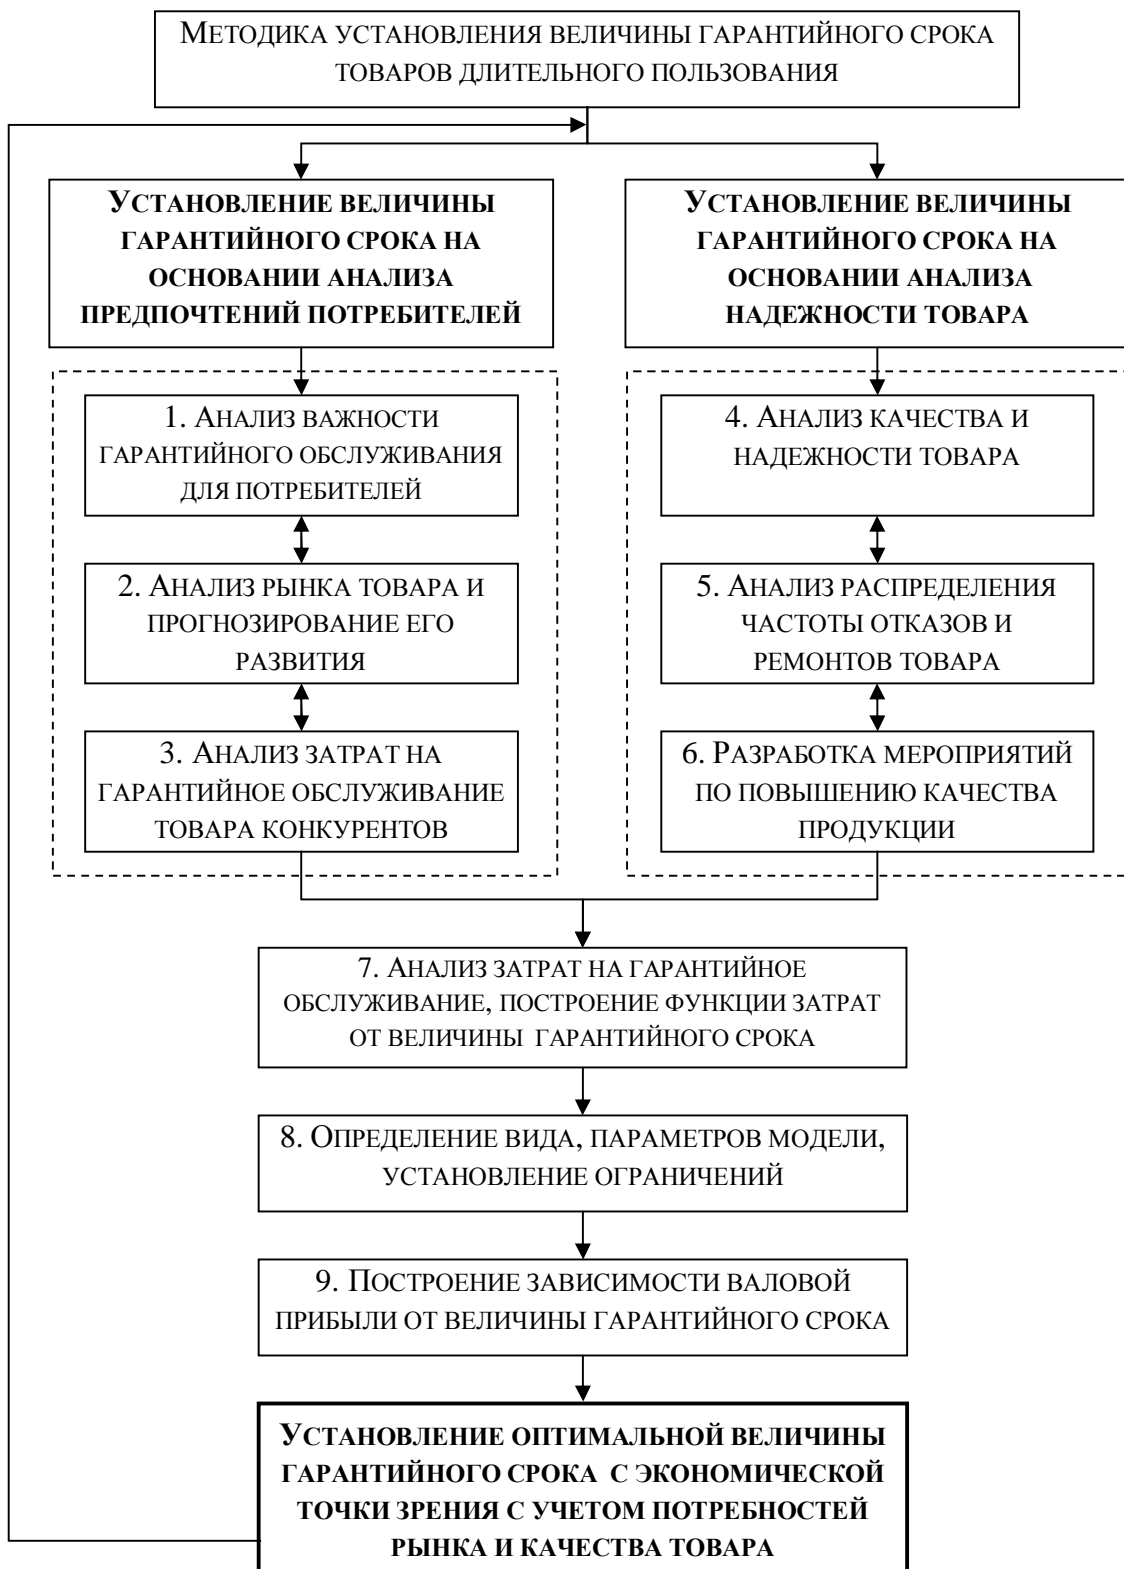 Методика установления величины гарантийного срока
товаров длительного пользования
Установление величины
гарантийного срока на
основании анализа
предпочтений потребителей
Установление величины
гарантийного срока на
основании анализа
надежности товара
1. Анализ важности
гарантийного обслуживания
для потребителей
2. Анализ рынка товара и
прогнозирование его
развития
3. Анализ затрат на
гарантийное обслуживание
товара конкурентов
4. Анализ качества и
надежности товара
5. Анализ распределения
частоты отказов и
ремонтов товара
6. Разработка мероприятий
по повышению качества
продукции
7. Анализ затрат на гарантийное
обслуживание, построение функции затрат
от величины гарантийного срока
8. Определение вида, параметров модели,
установление ограничений
9. Построение зависимости валовой
прибыли от величины гарантийного срока
Установление оптимальной величины
гарантийного срока с экономической
точки зрения с учетом потребностей
рынка и качества товара